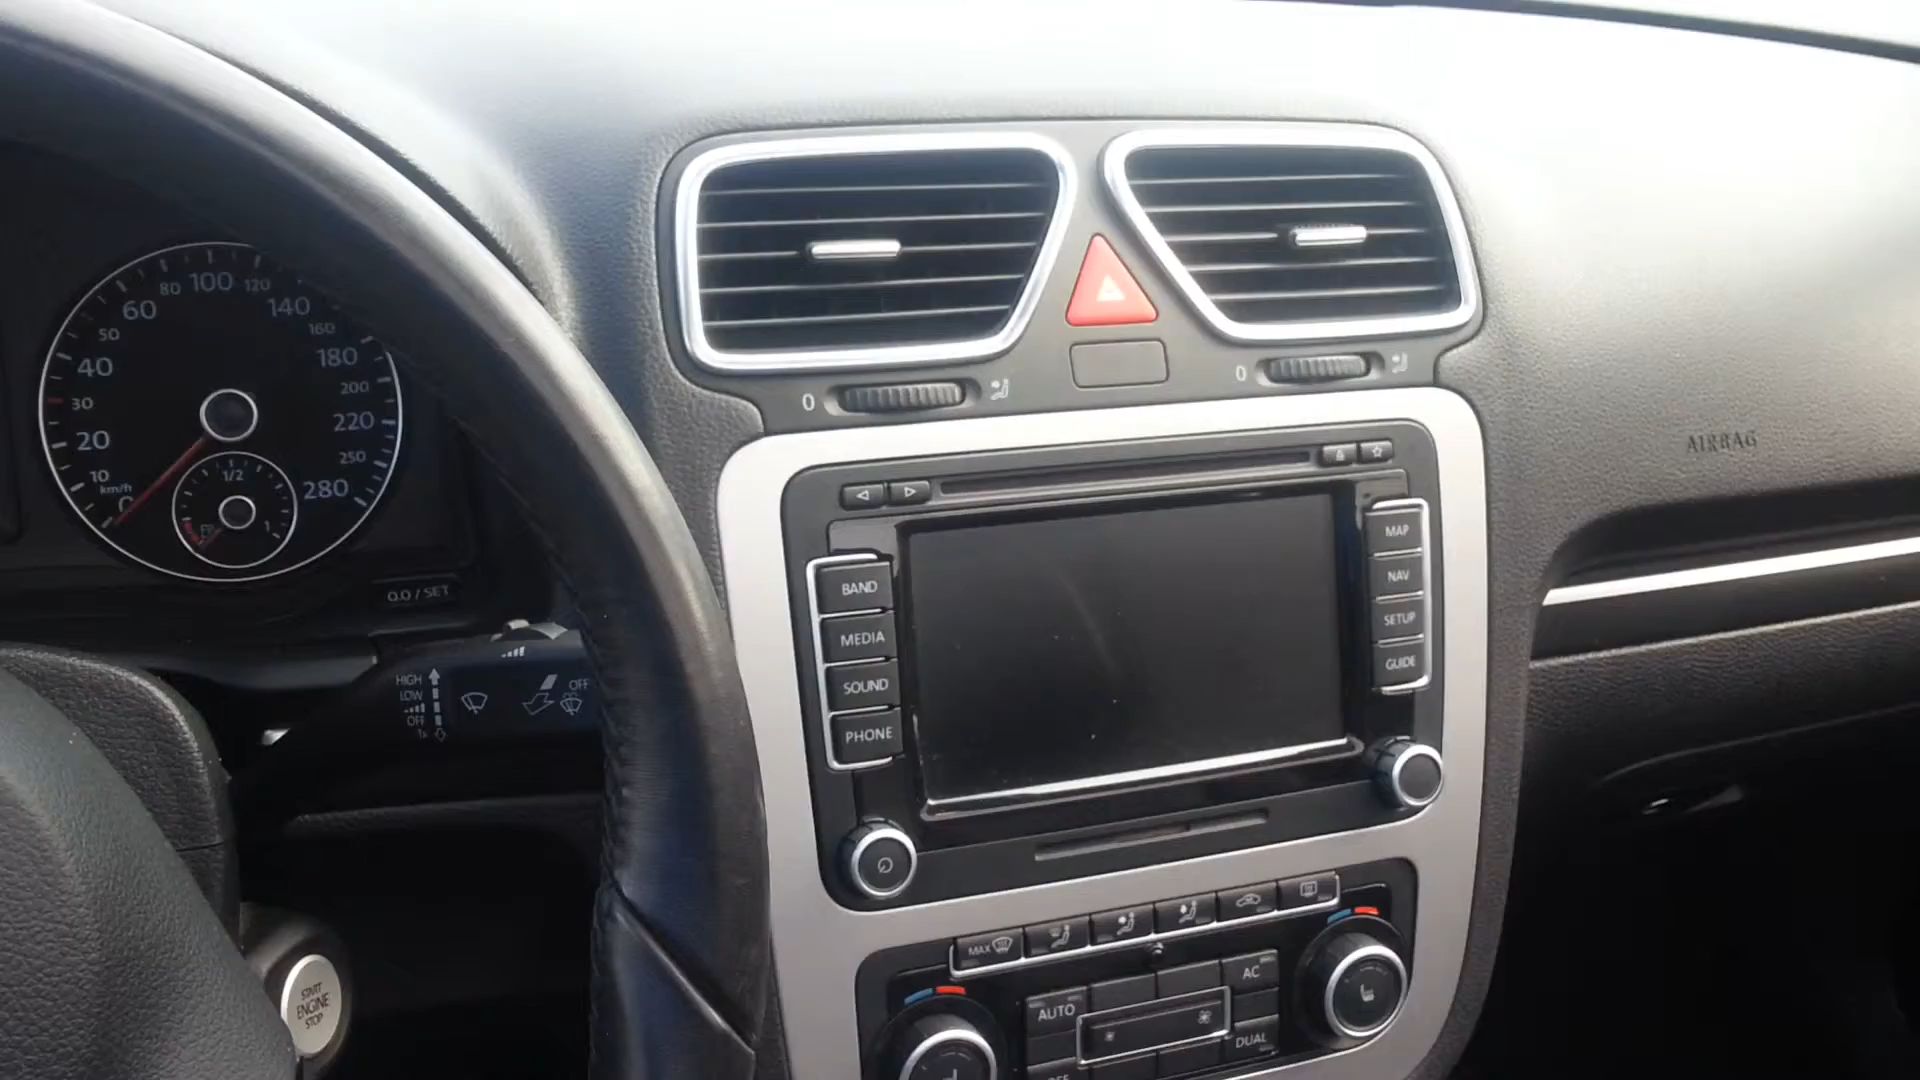 100
80
120
60
140
50
160
40
180
30
200
20
220
10
250
km/h
280
1/2
1
0.0 / SET
HIGH
LOW
OFF
1x
OFF
START
ENGINE
STOP
0
0
AIRBAG
BAND
MEDIA
SOUND
PHONE
MAP
NAV
SETUP
GUIDE
MAX
AUTO
AC
DUAL